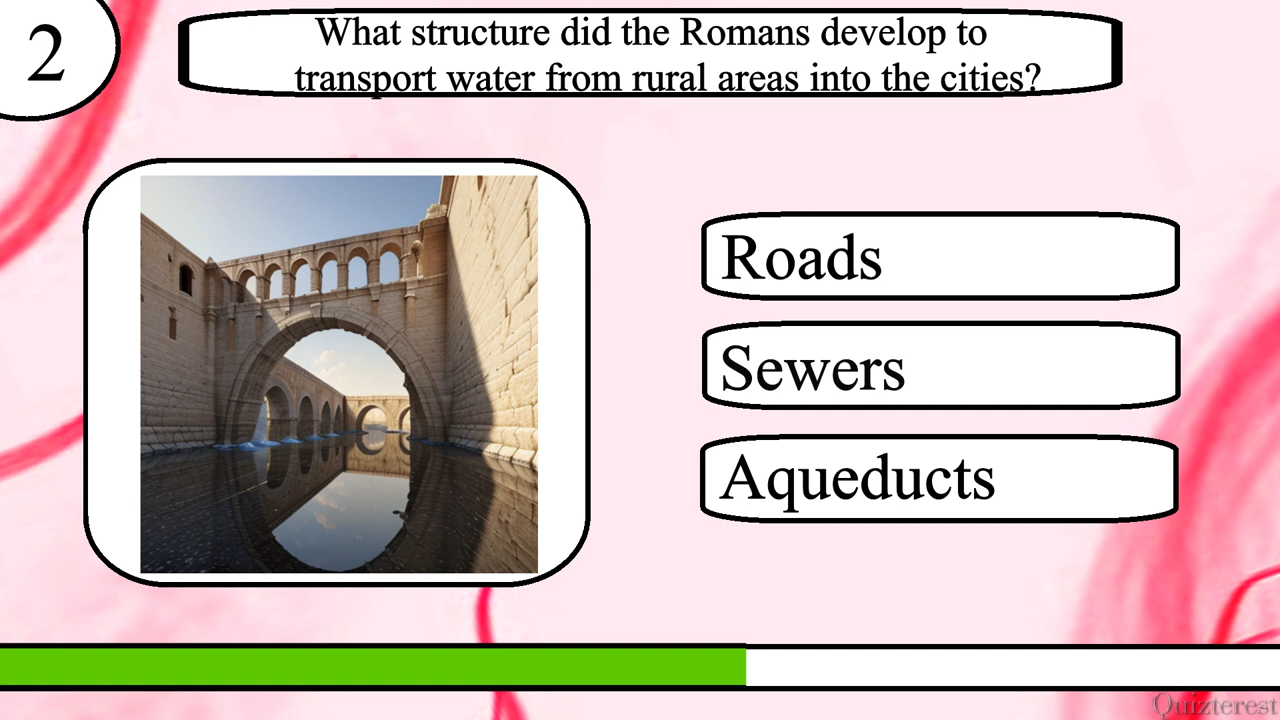 2
What structure did the Romans develop to
transport water from rural areas into the cities?
Roads
Sewers
Aqueducts
Quizterest